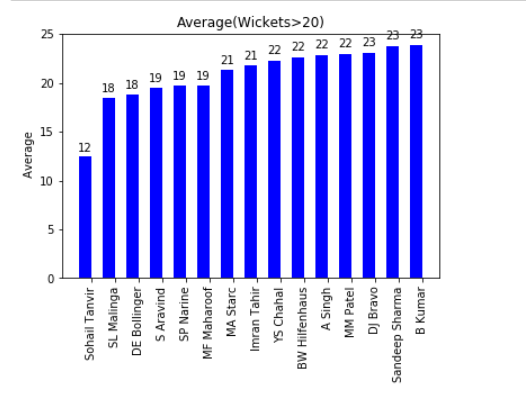 Average(Wickets>20)
Average
25
20
15
10
5
0
12
18
18
19
19
19
21
21
22
22
22
22
23
23
23
Sohail Tanvir
SL Malinga
DE Bollinger
S Aravind
SP Narine
MF Maharoof
MA Starc
Imran Tahir
YS Chahal
BW Hilfenhaus
A Singh
MM Patel
DJ Bravo
Sandeep Sharma
B Kumar